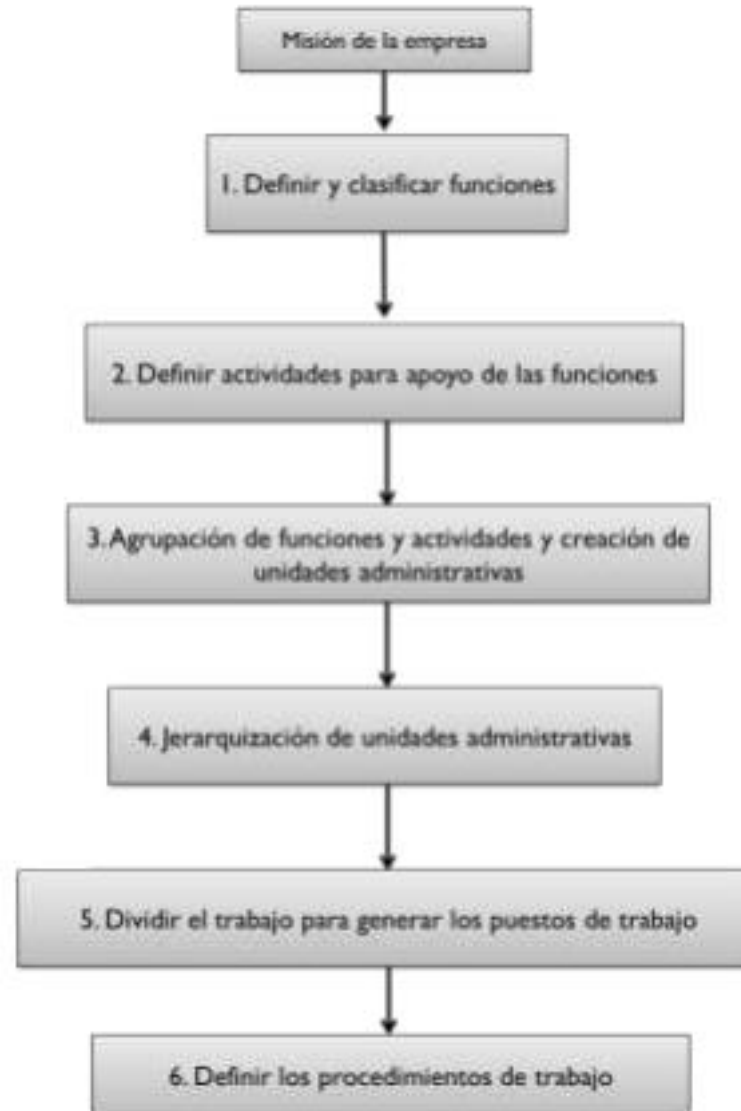 Misión de la empresa
1. Definir y clasificar funciones
2. Definir actividades para apoyo de las funciones
3. Agrupación de funciones y actividades y creación de
unidades administrativas
4. Jerarquización de unidades administrativas
5. Dividir el trabajo para generar los puestos de trabajo
6. Definir los procedimientos de trabajo